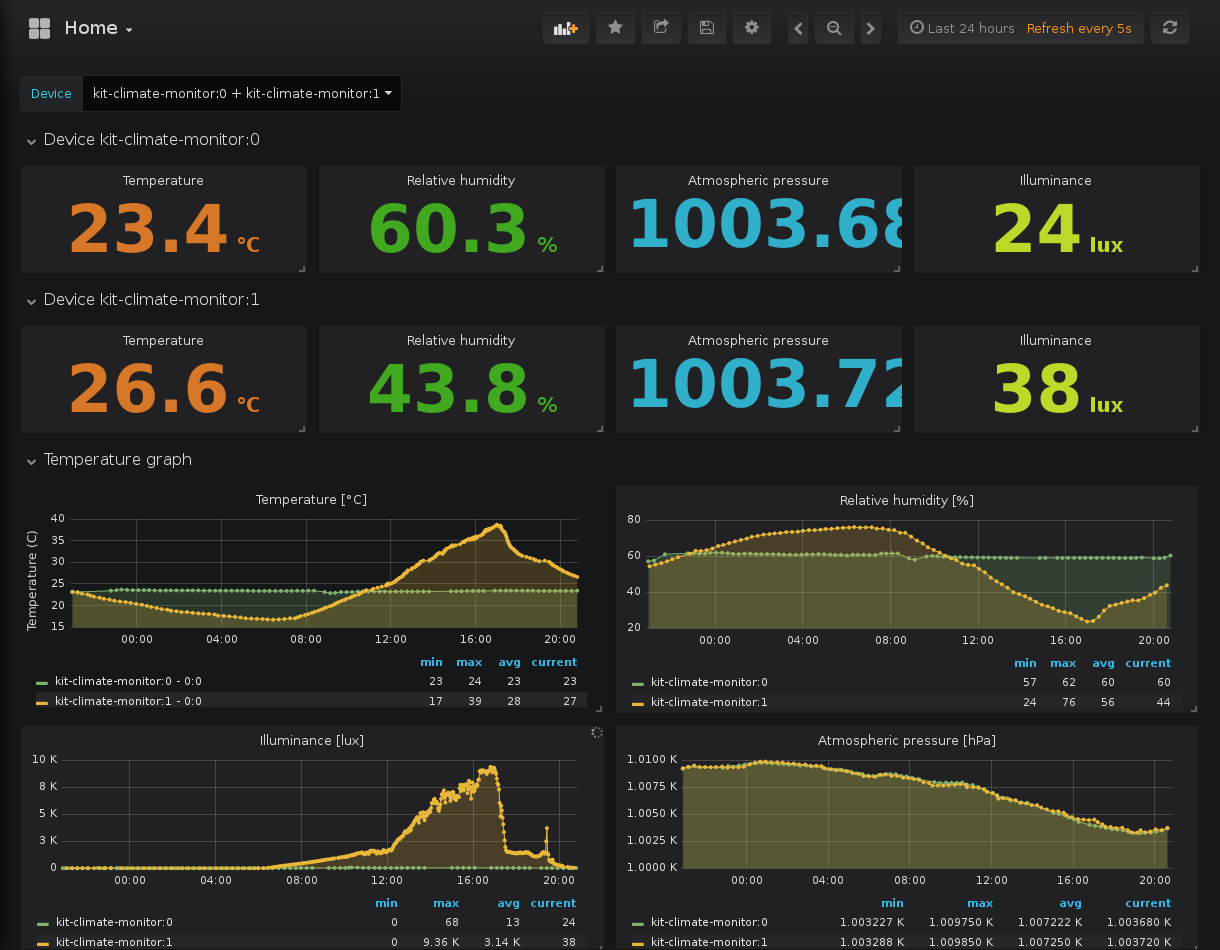 Home
Last 24 hours Refresh every 5s
Device kit-climate-monitor:0 + kit-climate-monitor:1
Device kit-climate-monitor:0
Temperature Relative humidity Atmospheric pressure Illuminance
23.4 °C 60.3 % 1003.68 24 lux
Device kit-climate-monitor:1
Temperature Relative humidity Atmospheric pressure Illuminance
26.6 °C 43.8 % 1003.72 38 lux
Temperature graph
Temperature [°C]
Temperature (C)
40
35
30
25
20
15
00:00 04:00 08:00 12:00 16:00 20:00
min max avg current
kit-climate-monitor:0 - 0:0 23 24 23 23
kit-climate-monitor:1 - 0:0 17 39 28 27
Relative humidity [%]
80
60
40
20
00:00 04:00 08:00 12:00 16:00 20:00
min max avg current
kit-climate-monitor:0 57 62 60 60
kit-climate-monitor:1 24 76 56 44
Illuminance [lux]
10 K
8 K
5 K
3 K
0
00:00 04:00 08:00 12:00 16:00 20:00
min max avg current
kit-climate-monitor:0 0 68 13 24
kit-climate-monitor:1 0 9.36 K 3.14 K 38
Atmospheric pressure [hPa]
1.0100 K
1.0075 K
1.0050 K
1.0025 K
1.0000 K
00:00 04:00 08:00 12:00 16:00 20:00
min max avg current
kit-climate-monitor:0 1.003227 K 1.009750 K 1.007222 K 1.003680 K
kit-climate-monitor:1 1.003288 K 1.009850 K 1.007250 K 1.003720 K